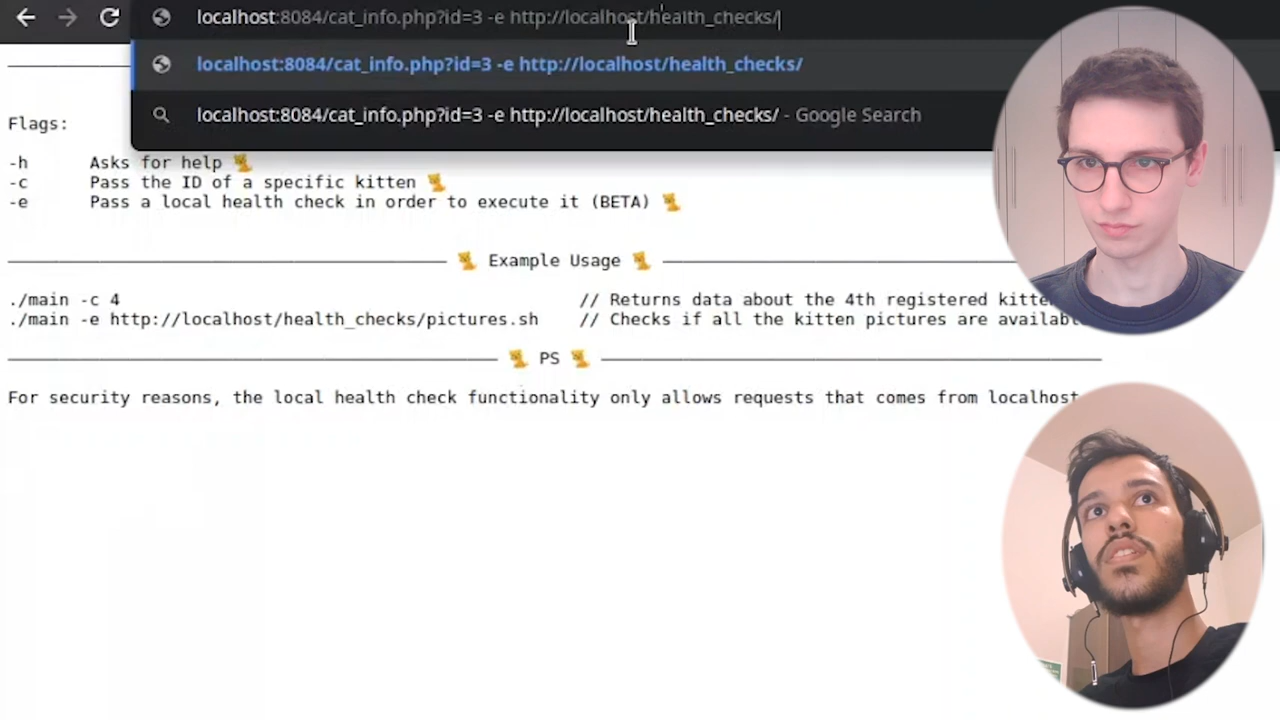 localhost:8084/cat_info.php?id=3 -e http://localhost/health_checks/
localhost:8084/cat_info.php?id=3 -e http://localhost/health_checks/
localhost:8084/cat_info.php?id=3 -e http://localhost/health_checks/ - Google Search
Flags:
-h Asks for help 🐈
-c Pass the ID of a specific kitten 🐈
-e Pass a local health check in order to execute it (BETA) 🐈
🐈 Example Usage 🐈
./main -c 4 // Returns data about the 4th registered kitten
./main -e http://localhost/health_checks/pictures.sh // Checks if all the kitten pictures are available
🐈 PS 🐈
For security reasons, the local health check functionality only allows requests that comes from localhost